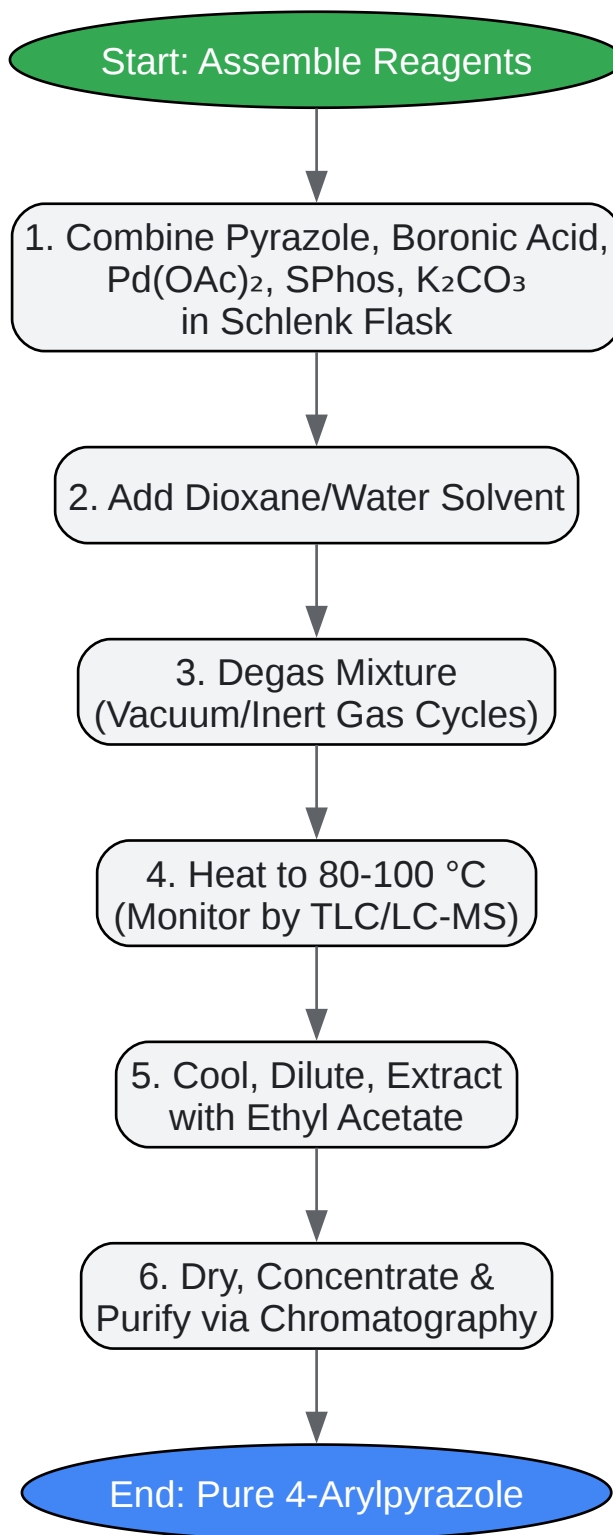 Start: Assemble Reagents
1. Combine Pyrazole, Boronic Acid,
Pd(OAc)₂, SPhos, K₂CO₃
in Schlenk Flask
2. Add Dioxane/Water Solvent
3. Degas Mixture
(Vacuum/Inert Gas Cycles)
4. Heat to 80-100 °C
(Monitor by TLC/LC-MS)
5. Cool, Dilute, Extract
with Ethyl Acetate
6. Dry, Concentrate &
Purify via Chromatography
End: Pure 4-Arylpyrazole